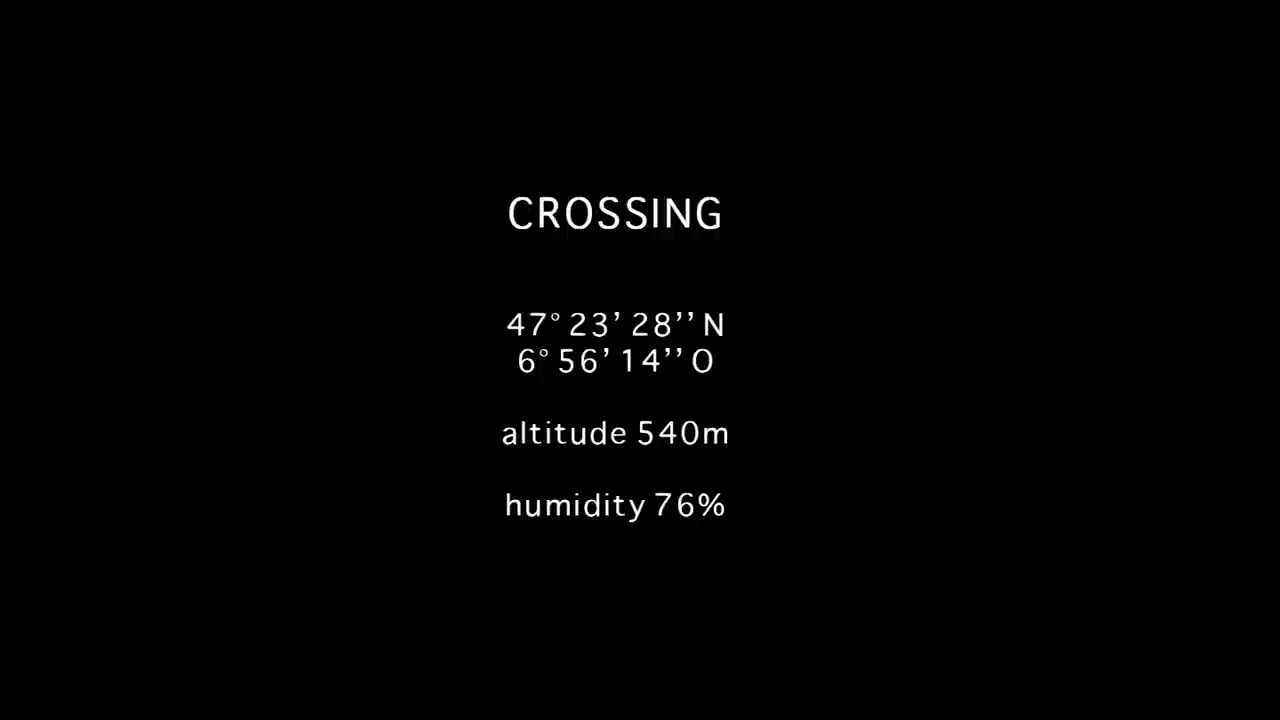 CROSSING
47° 23’ 28’’ N
6° 56’ 14’’ O
altitude 540m
humidity 76%